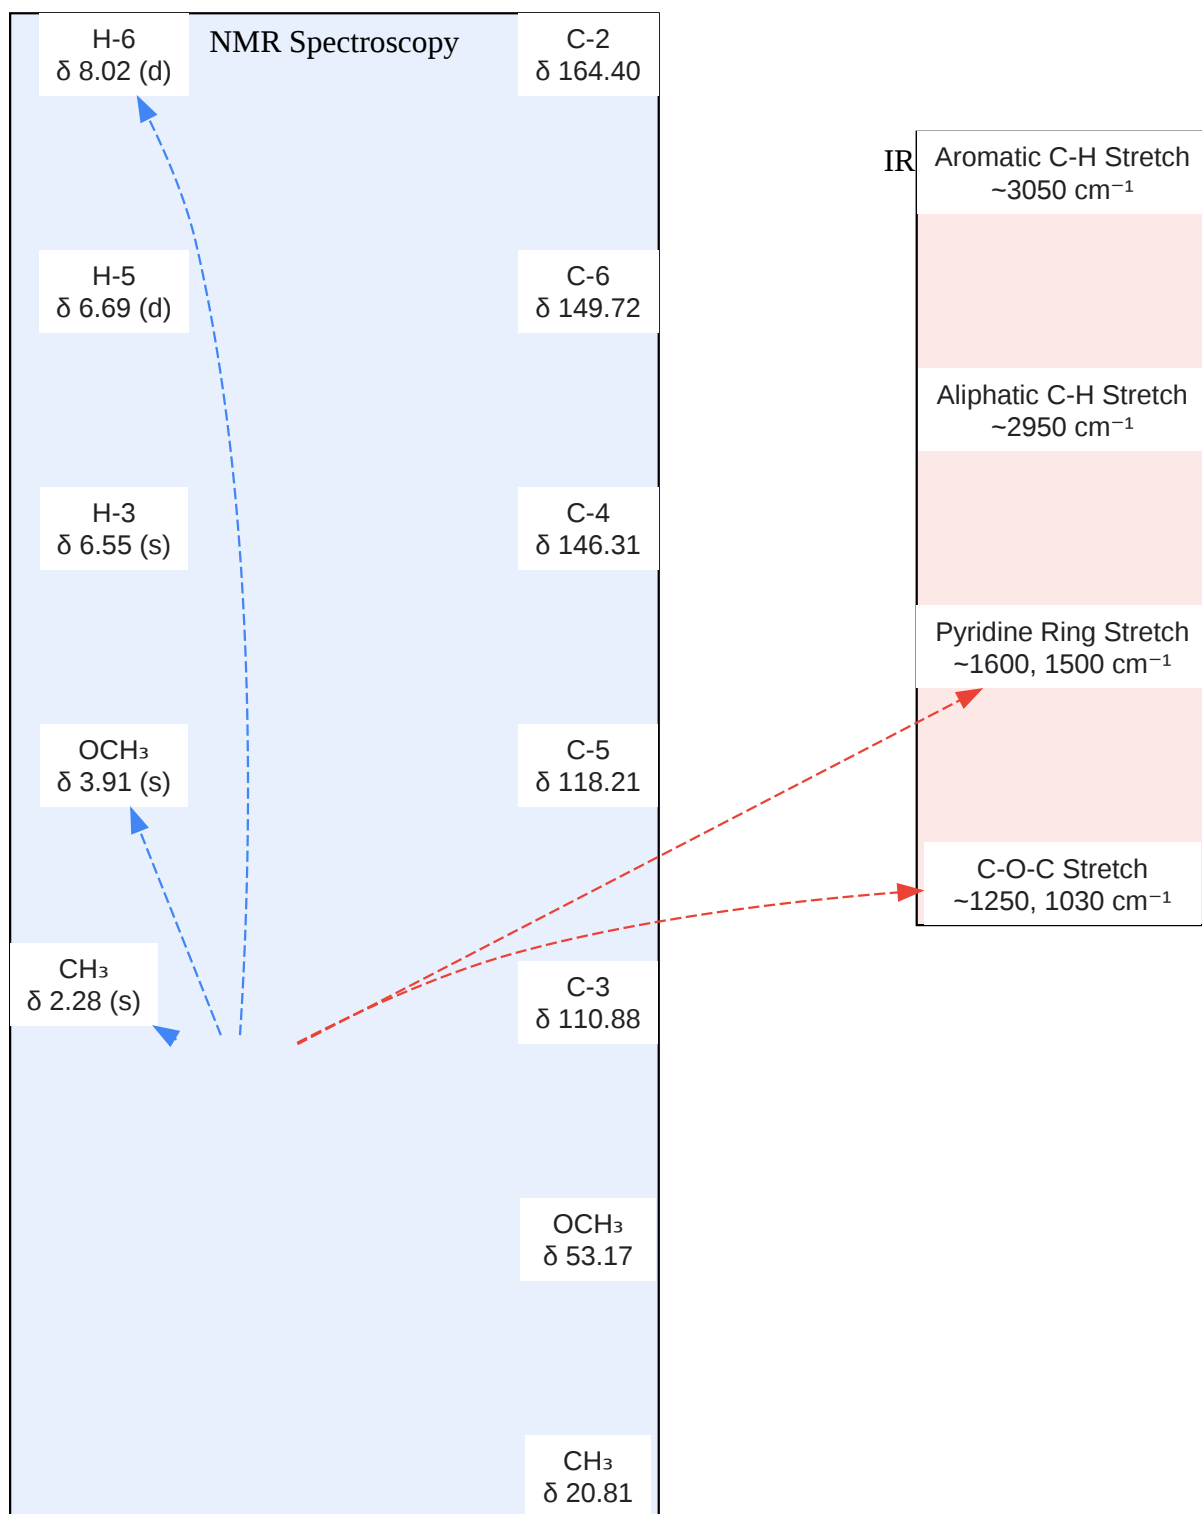 NMR Spectroscopy
H-6
δ 8.02 (d)
H-5
δ 6.69 (d)
H-3
δ 6.55 (s)
OCH₃
δ 3.91 (s)
CH₃
δ 2.28 (s)
C-2
δ 164.40
C-6
δ 149.72
C-4
δ 146.31
C-5
δ 118.21
C-3
δ 110.88
OCH₃
δ 53.17
CH₃
δ 20.81
IR
Aromatic C-H Stretch
~3050 cm⁻¹
Aliphatic C-H Stretch
~2950 cm⁻¹
Pyridine Ring Stretch
~1600, 1500 cm⁻¹
C-O-C Stretch
~1250, 1030 cm⁻¹